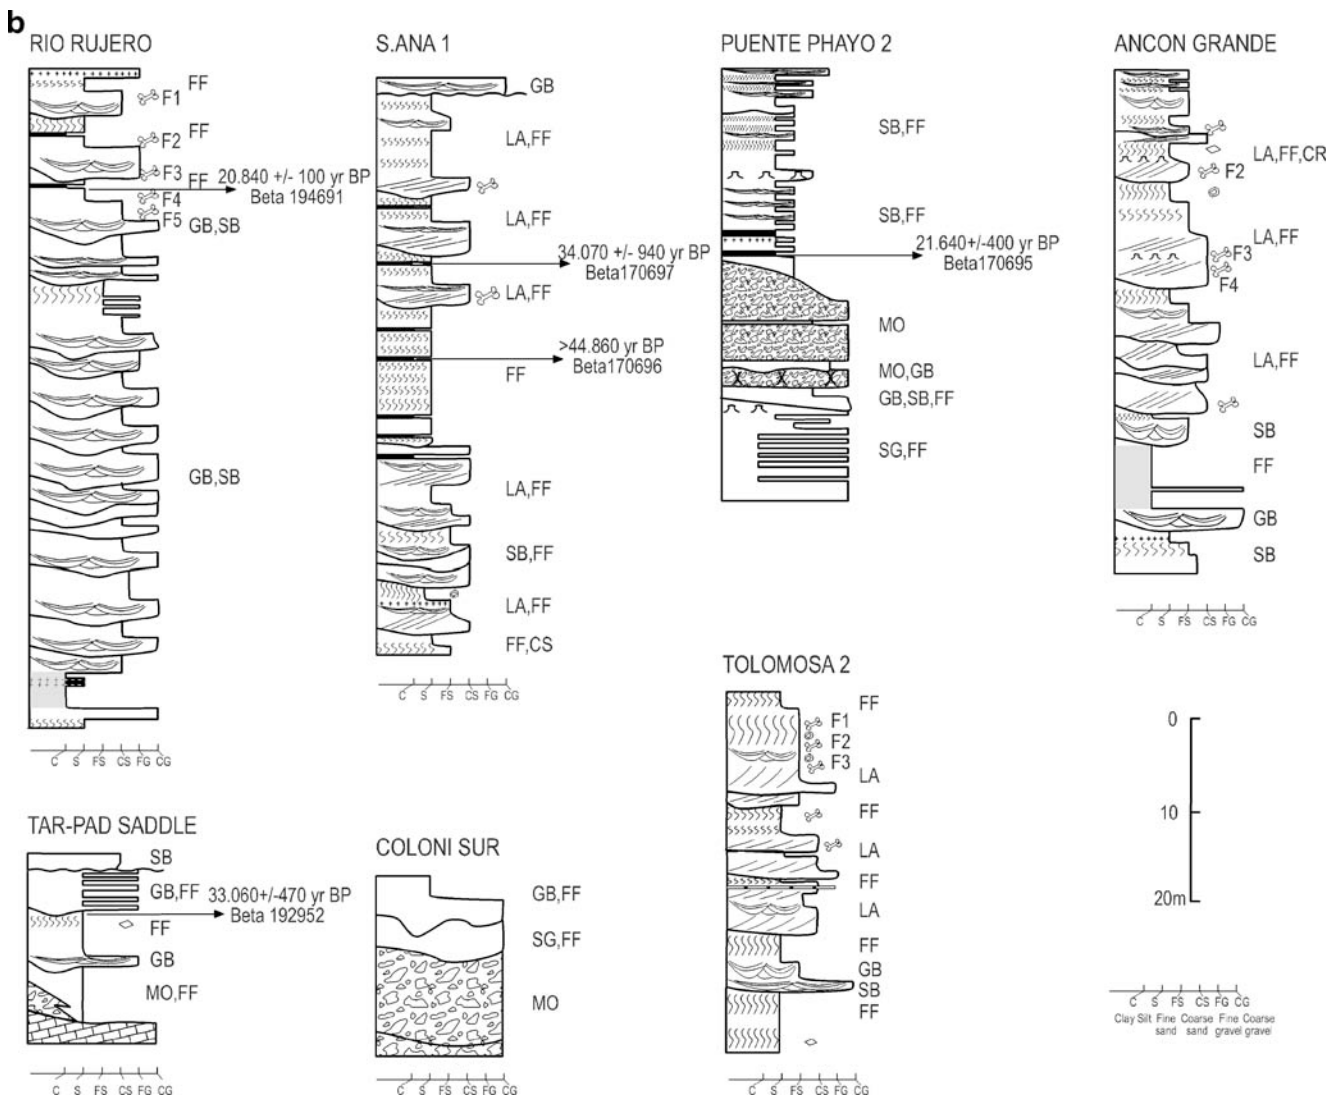 b
RIO RUJERO
FF
F1
FF
F2
F3
FF
20.840 +/- 100 yr BP
Beta 194691
F4
F5
GB,SB
GB,SB
C S FS CS FG CG
S.ANA 1
GB
LA,FF
LA,FF
34.070 +/- 940 yr BP
Beta170697
LA,FF
>44.860 yr BP
Beta170696
FF
LA,FF
SB,FF
LA,FF
FF,CS
C S FS CS FG CG
PUENTE PHAYO 2
SB,FF
SB,FF
21.640+/-400 yr BP
Beta170695
MO
MO,GB
GB,SB,FF
SG,FF
ANCON GRANDE
LA,FF,CR
F2
LA,FF
F3
F4
LA,FF
SB
FF
GB
SB
C S FS CS FG CG
TAR-PAD SADDLE
SB
GB,FF
33.060+/-470 yr BP
Beta 192952
FF
GB
MO,FF
C S FS CS FG CG
COLONI SUR
GB,FF
SG,FF
MO
C S FS CS FG CG
TOLOMOSA 2
FF
F1
F2
F3
LA
FF
LA
FF
LA
FF
GB
SB
FF
C S FS CS FG CG
0
10
20m
C S FS CS FG CG
Clay Silt Fine Coarse Fine Coarse
sand sand gravel gravel